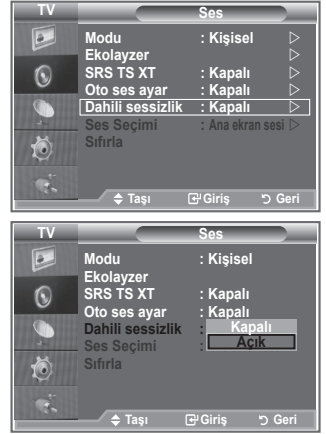 TV Ses
Modu : Kişisel
Ekolayzer
SRS TS XT : Kapalı
Oto ses ayar : Kapalı
Dahili sessizlik : Kapalı
Ses Seçimi : Ana ekran sesi
Sıfırla
Taşı Giriş Geri
TV Ses
Modu : Kişisel
Ekolayzer
SRS TS XT : Kapalı
Oto ses ayar : Kapalı
Dahili sessizlik : Kapalı
Ses Seçimi : Açık
Sıfırla
Taşı Giriş Geri